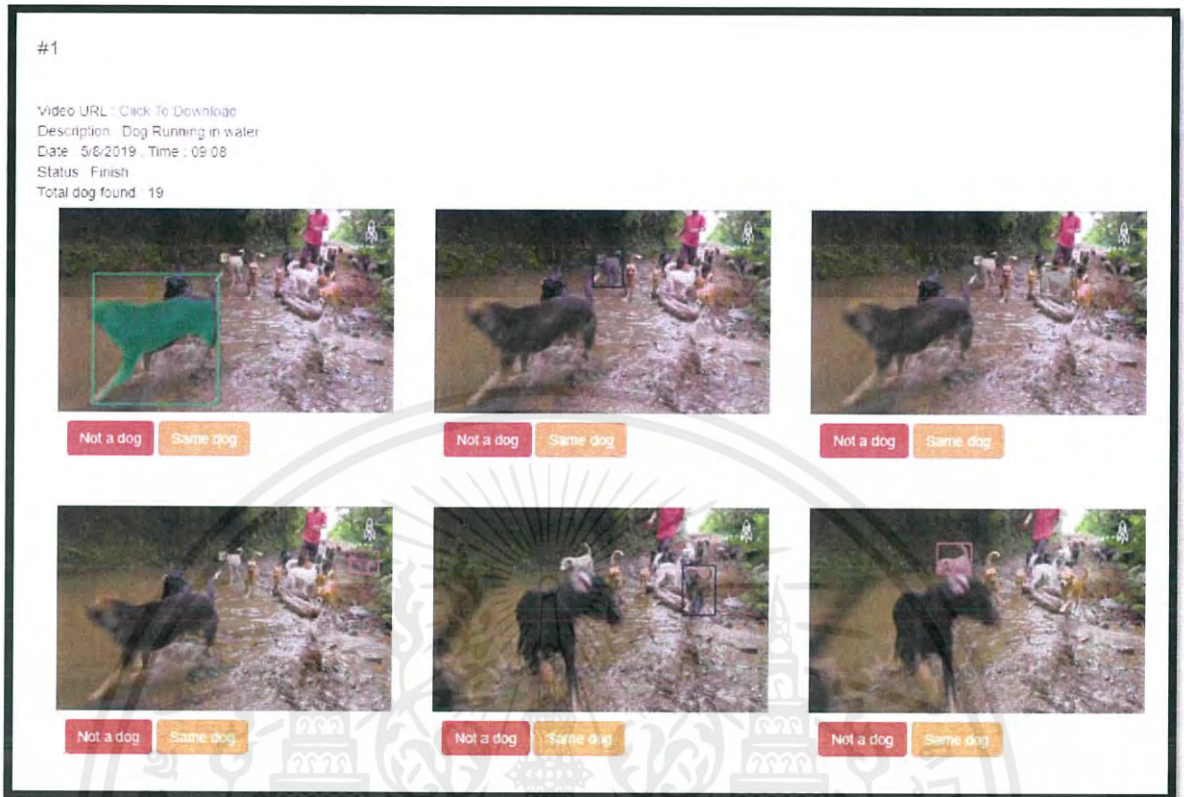 #1
Video URL : Click To Download
Description : Dog Running in water
Date : 5/8/2019 , Time : 09:08
Status : Finish
Total dog found : 19
Not a dog Same dog Not a dog Same dog Not a dog Same dog
Not a dog Same dog Not a dog Same dog Not a dog Same dog